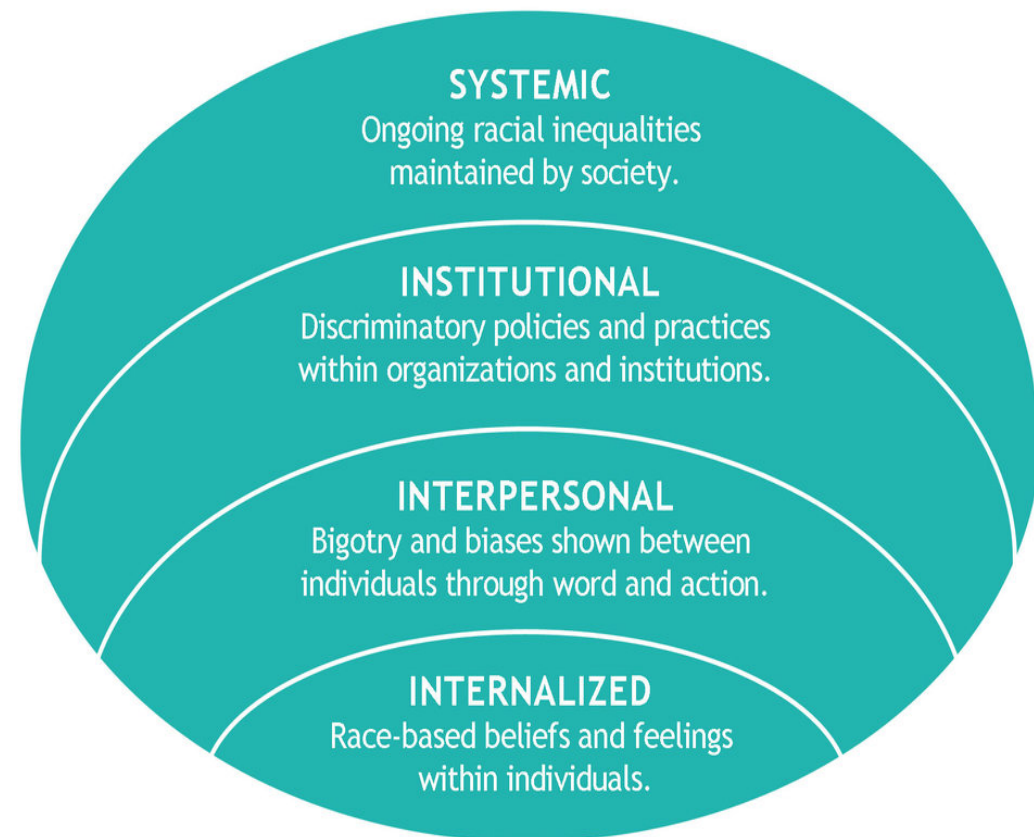 SYSTEMIC
Ongoing racial inequalities
maintained by society.
INSTITUTIONAL
Discriminatory policies and practices
within organizations and institutions.
INTERPERSONAL
Bigotry and biases shown between
individuals through word and action.
INTERNALIZED
Race-based beliefs and feelings
within individuals.